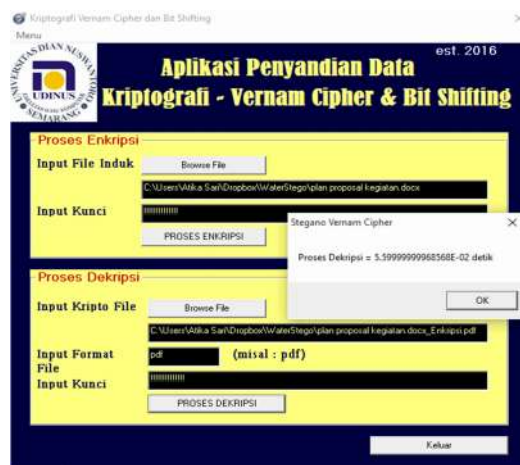 Kriptografi Vernam Cipher dan Bit Shifting
Menu
UNIVERSITAS DIAN NUSWANTORO
UDINUS
SEMARANG
est. 2016
Aplikasi Penyandian Data
Kriptografi - Vernam Cipher & Bit Shifting
Proses Enkripsi
Input File Induk
Browse File
C:\Users\Atika Sari\Dropbox\WaterStego\plan proposal kegiatan.docx
Input Kunci
PROSES ENKRIPSI
Stegano Vernam Cipher
Proses Dekripsi = 5.59999999968568E-02 detik
OK
Proses Dekripsi
Input Kripto File
Browse File
C:\Users\Atika Sari\Dropbox\WaterStego\plan proposal kegiatan.docx_Enkripsi.pdf
Input Format File
pdf
(misal : pdf)
Input Kunci
PROSES DEKRIPSI
Keluar